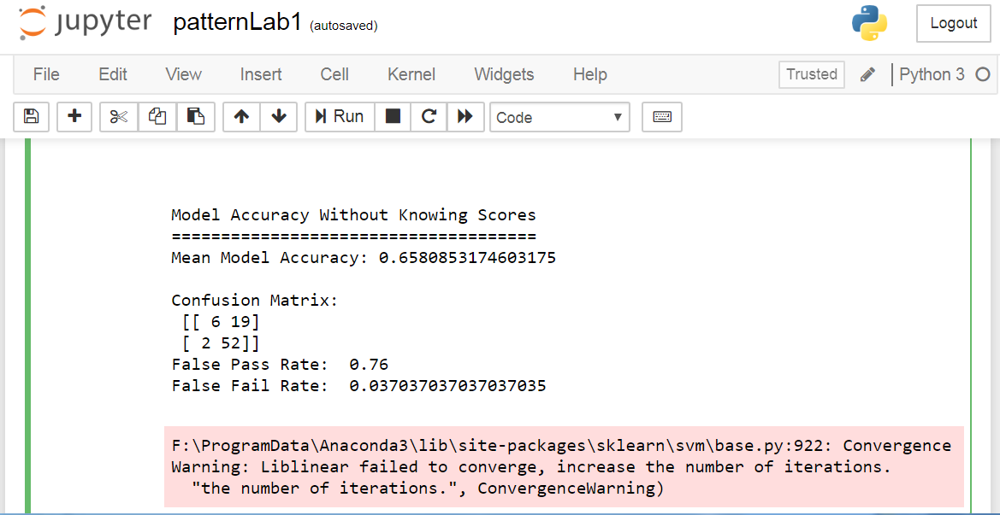 jupyter patternLab1 (autosaved) Logout
File Edit View Insert Cell Kernel Widgets Help Trusted Python 3
Run Code
Model Accuracy Without Knowing Scores
=====================================
Mean Model Accuracy: 0.6580853174603175
Confusion Matrix:
[[ 6 19]
[ 2 52]]
False Pass Rate: 0.76
False Fail Rate: 0.037037037037037035
F:\ProgramData\Anaconda3\lib\site-packages\sklearn\svm\base.py:922: Convergence
Warning: Liblinear failed to converge, increase the number of iterations.
"the number of iterations.", ConvergenceWarning)